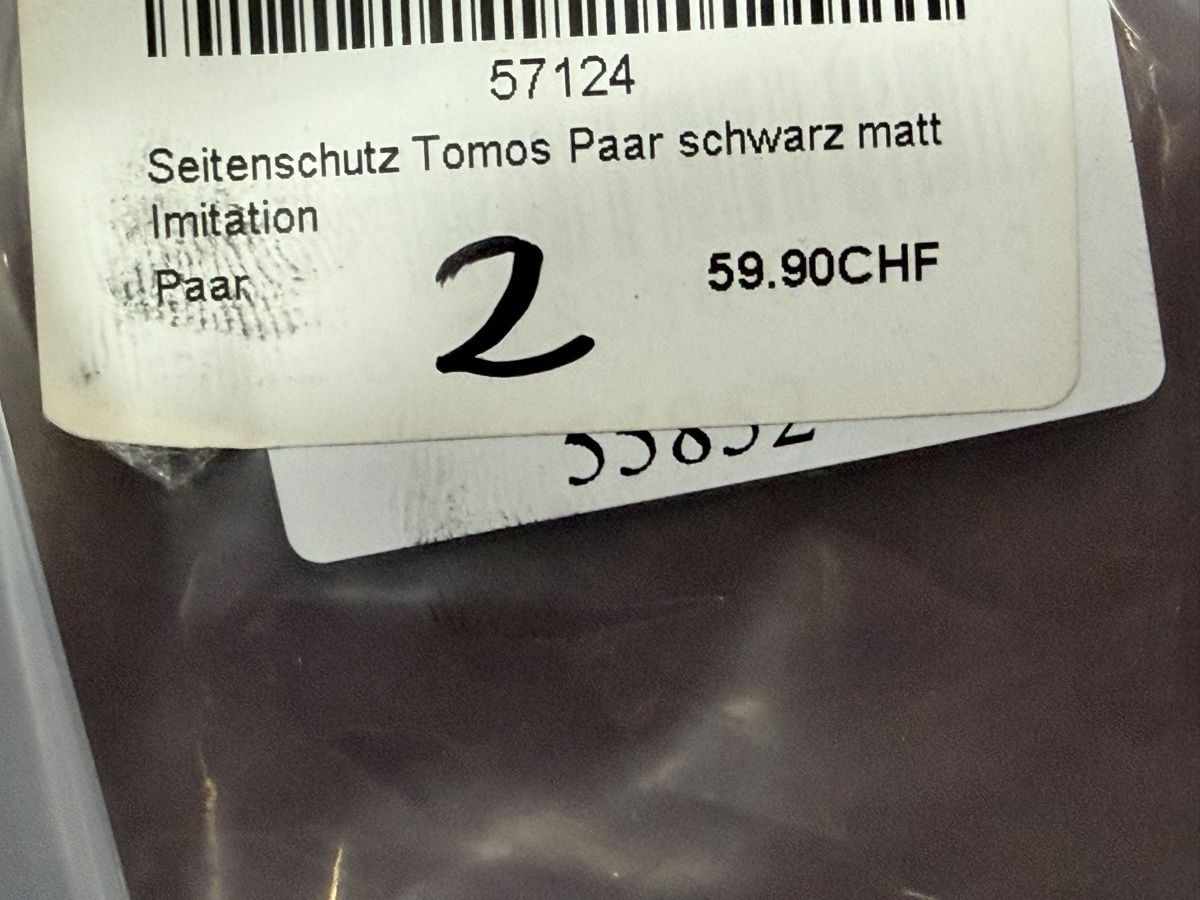 57124
Seitenschutz Tomos Paar schwarz matt
Imitation
Paar
2
59.90CHF